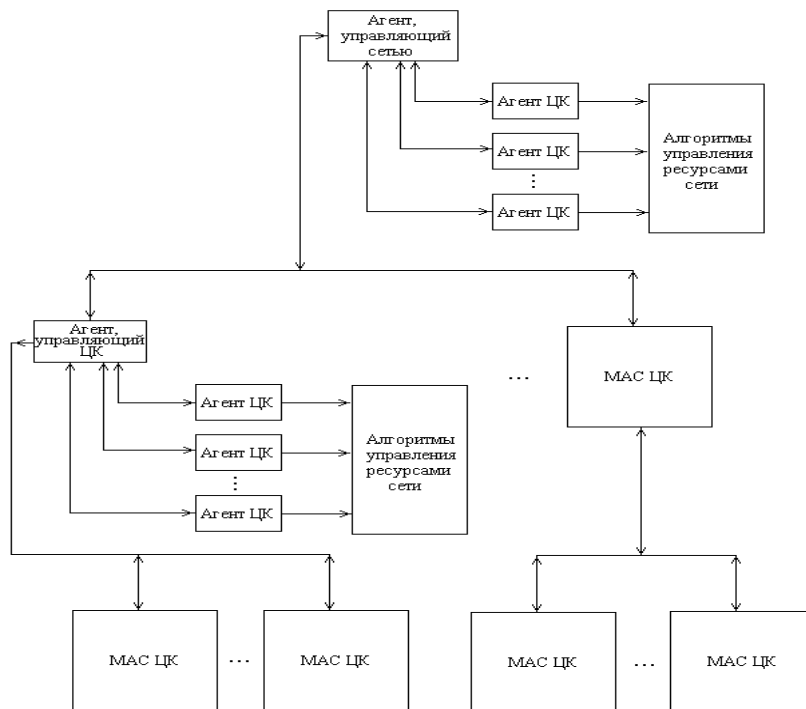 Агент,
управляющий
сетью
Агент ЦК
Агент ЦК
...
Агент ЦК
Алгоритмы
управления
ресурсами
сети
Агент,
управляющий
ЦК
Агент ЦК
Агент ЦК
...
Агент ЦК
Алгоритмы
управления
ресурсами
сети
...
МАС ЦК
МАС ЦК
...
МАС ЦК
МАС ЦК
...
МАС ЦК